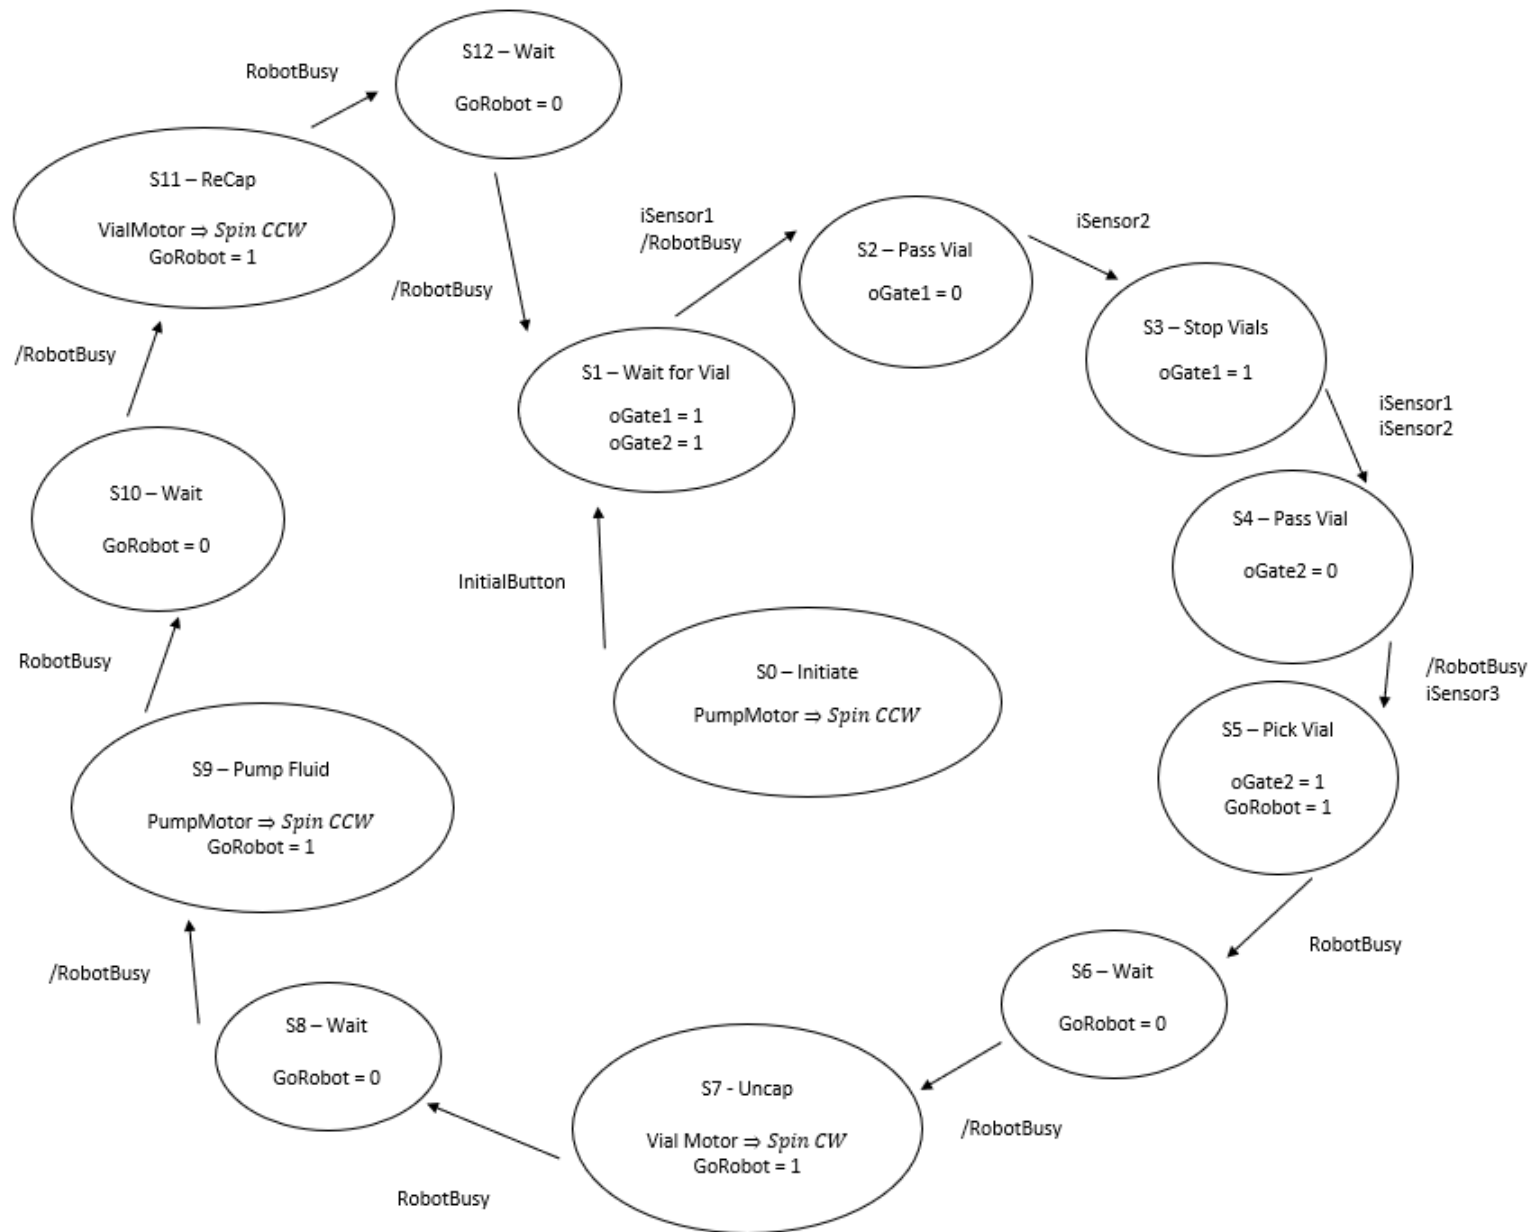 S12 – Wait
GoRobot = 0
RobotBusy
S11 – ReCap
VialMotor ⇒ Spin CCW
GoRobot = 1
/RobotBusy
iSensor1
/RobotBusy
S2 – Pass Vial
oGate1 = 0
iSensor2
S3 – Stop Vials
oGate1 = 1
/RobotBusy
S1 – Wait for Vial
oGate1 = 1
oGate2 = 1
iSensor1
iSensor2
S10 – Wait
GoRobot = 0
S4 – Pass Vial
oGate2 = 0
InitialButton
RobotBusy
S0 – Initiate
PumpMotor ⇒ Spin CCW
/RobotBusy
iSensor3
S5 – Pick Vial
oGate2 = 1
GoRobot = 1
S9 – Pump Fluid
PumpMotor ⇒ Spin CCW
GoRobot = 1
RobotBusy
/RobotBusy
S6 – Wait
GoRobot = 0
S8 – Wait
GoRobot = 0
S7 - Uncap
Vial Motor ⇒ Spin CW
GoRobot = 1
/RobotBusy
RobotBusy